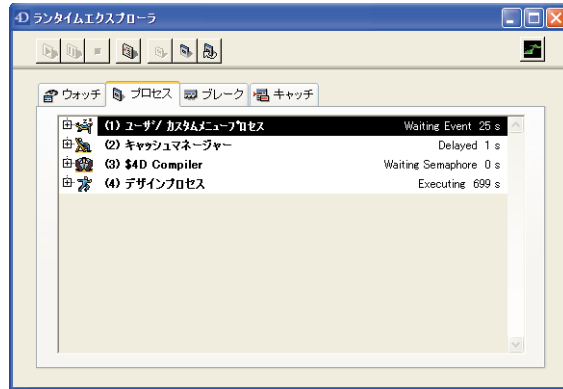 4D ランタイムエクスプローラ
ウォッチ プロセス ブレーク キャッチ
(1) ユーザ/ カスタムメニュープロセス Waiting Event 25 s
(2) キャッシュマネージャー Delayed 1 s
(3) $4D Compiler Waiting Semaphore 0 s
(4) デザインプロセス Executing 699 s